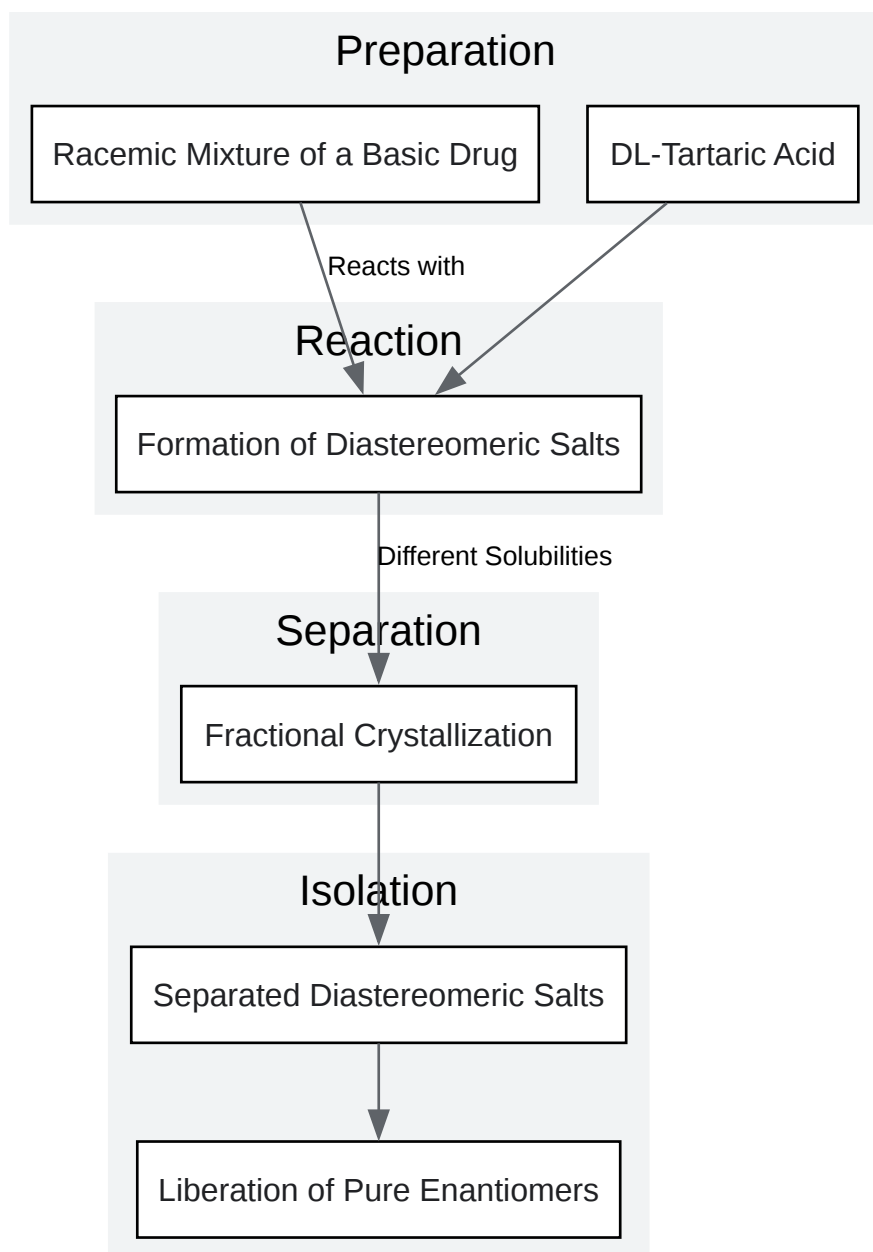 Preparation
Racemic Mixture of a Basic Drug
DL-Tartaric Acid
Reacts with
Reaction
Formation of Diastereomeric Salts
Different Solubilities
Separation
Fractional Crystallization
Isolation
Separated Diastereomeric Salts
Liberation of Pure Enantiomers